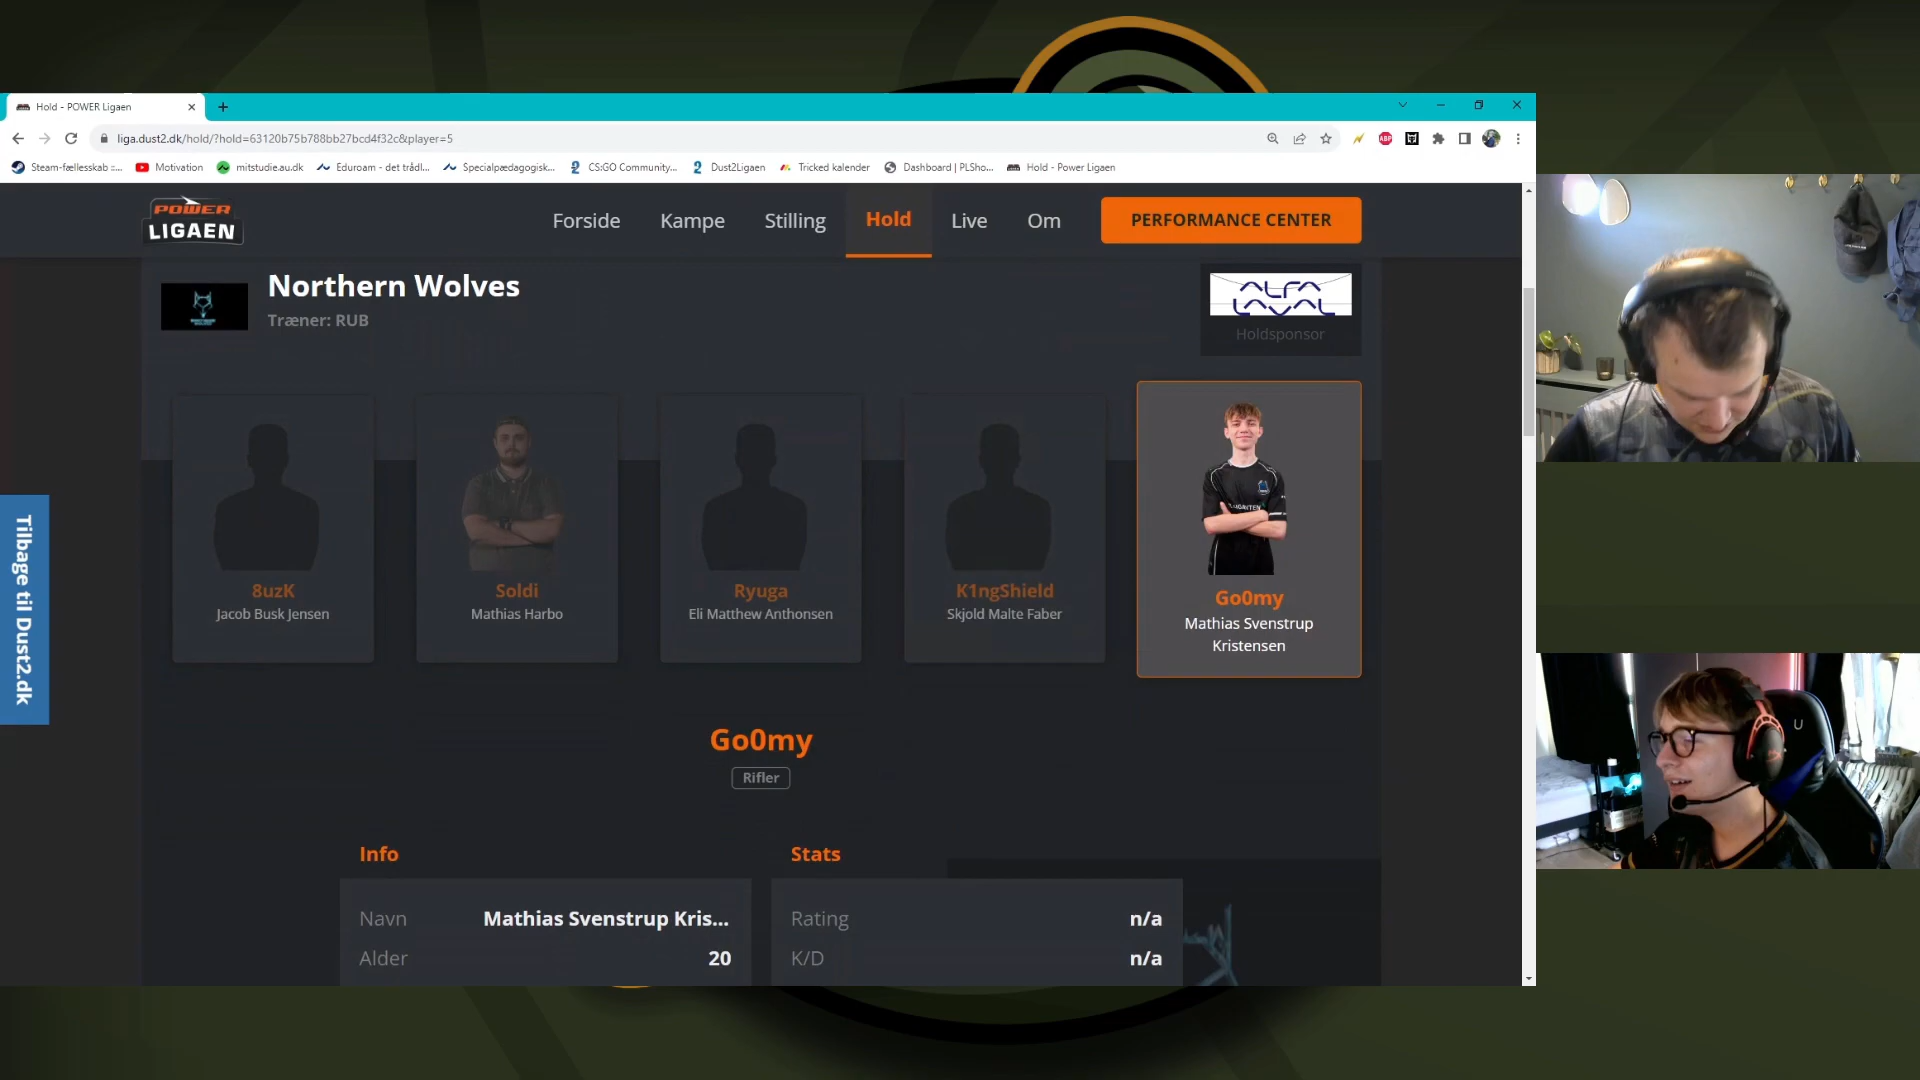 Hold - POWER Ligaen
liga.dust2.dk/hold/?hold=63120b75b788bb27bcd4f32c&player=5
ABP
Steam-fællesskab ::... Motivation mitstudie.au.dk Eduroam - det trådl... Specialpædagogisk... CS:GO Community... Dust2Ligaen Tricked kalender Dashboard | PLSho... Hold - Power Ligaen
POWER
LIGAEN
Forside Kampe Stilling Hold Live Om PERFORMANCE CENTER
Northern Wolves
Træner: RUB
ALFA
LAVAL
Holdsponsor
8uzK
Jacob Busk Jensen
Soldi
Mathias Harbo
Ryuga
Eli Matthew Anthonsen
K1ngShield
Skjold Malte Faber
Go0my
Mathias Svenstrup
Kristensen
Tilbage til Dust2.dk
Go0my
Rifler
Info
Navn Mathias Svenstrup Kris...
Alder 20
Stats
Rating n/a
K/D n/a